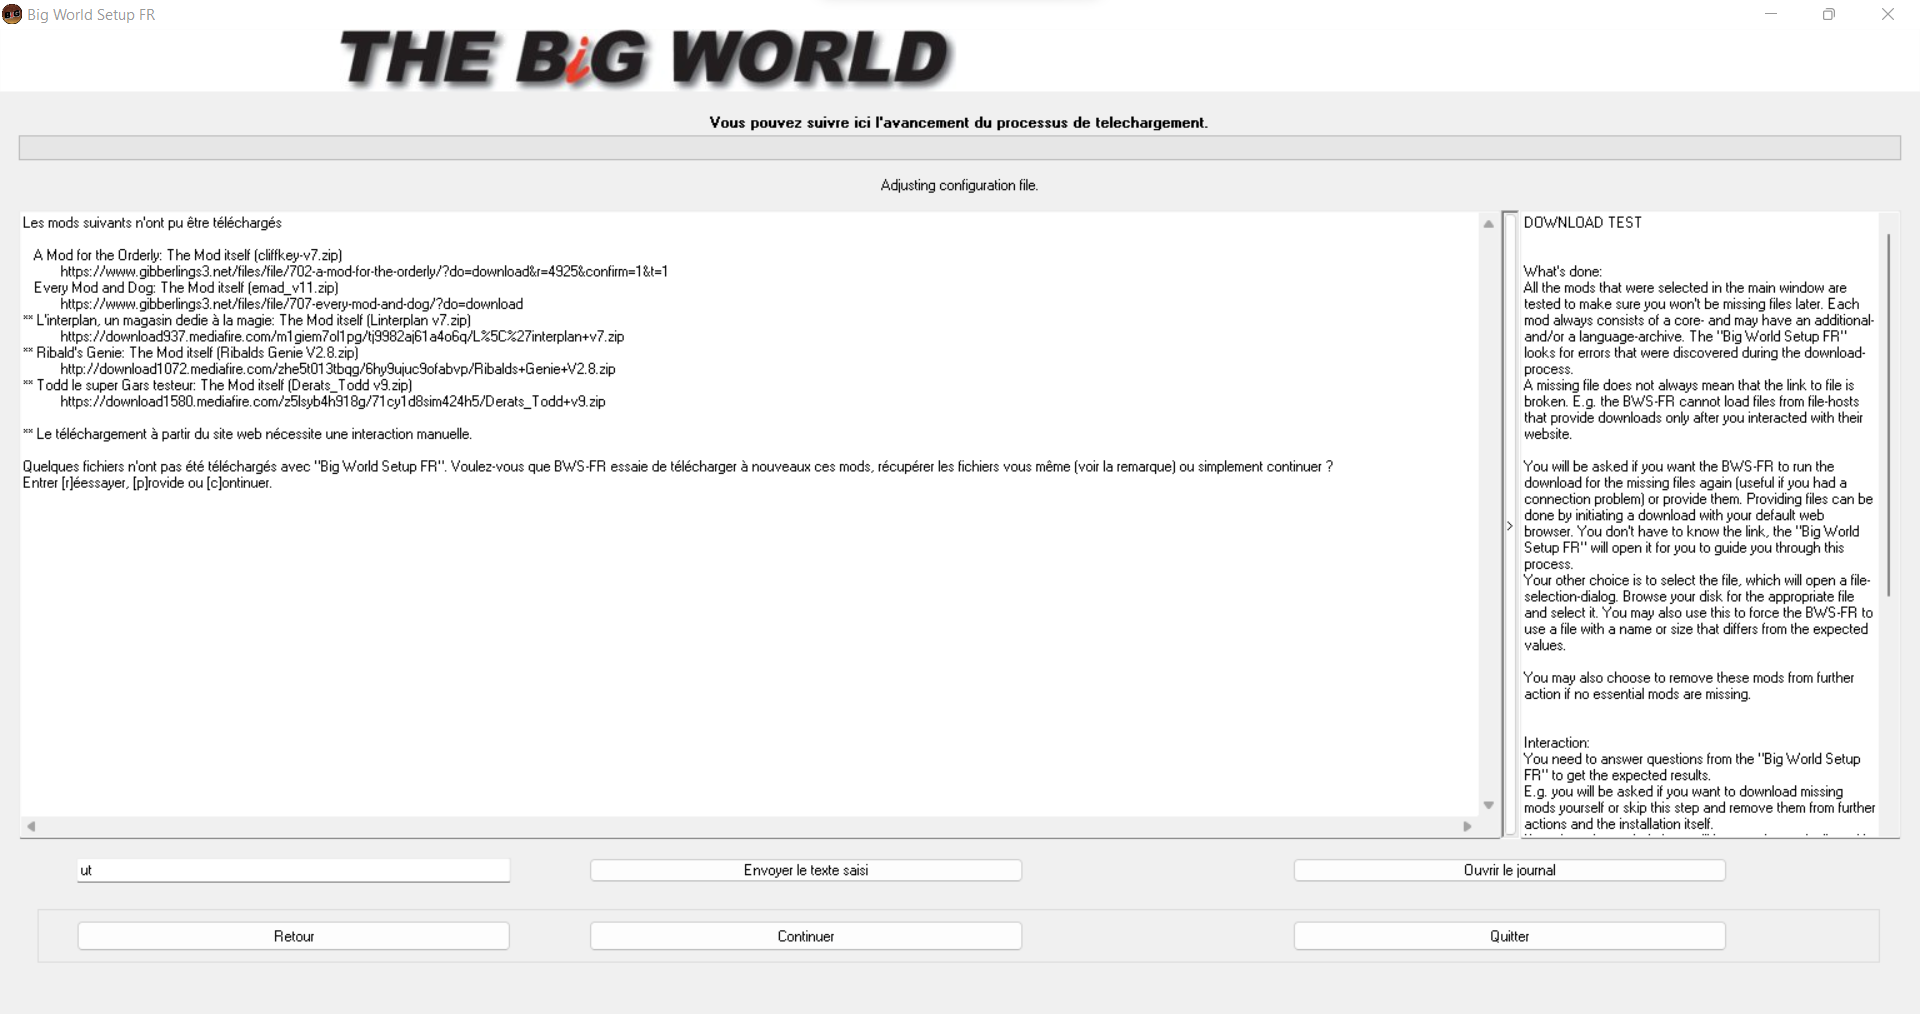 Big World Setup FR
THE BiG WORLD
Vous pouvez suivre ici l'avancement du processus de telechargement.
Adjusting configuration file.
Les mods suivants n'ont pu être téléchargés
A Mod for the Orderly: The Mod itself (cliffkey-v7.zip)
https://www.gibberlings3.net/files/file/702-a-mod-for-the-orderly/?do=download&r=4925&confirm=1&t=1
Every Mod and Dog: The Mod itself (emad_v11.zip)
https://www.gibberlings3.net/files/file/707-every-mod-and-dog/?do=download
** L'interplan, un magasin dedie à la magie: The Mod itself (Linterplan v7.zip)
https://download937.mediafire.com/m1giem7ol1pg/tj9982aj61a4o6q/L%5C%27interplan+v7.zip
** Ribald's Genie: The Mod itself (Ribalds Genie V2.8.zip)
http://download1072.mediafire.com/zhe5t013tbqg/6hy9ujuc9ofabvp/Ribalds+Genie+V2.8.zip
** Todd le super Gars testeur: The Mod itself (Derats_Todd v9.zip)
https://download1580.mediafire.com/z5lsyb4h918g/71cy1d8sim424h5/Derats_Todd+v9.zip
** Le téléchargement à partir du site web nécessite une interaction manuelle.
Quelques fichiers n'ont pas été téléchargés avec "Big World Setup FR". Voulez-vous que BWS-FR essaie de télécharger à nouveaux ces mods, récupérer les fichiers vous même (voir la remarque) ou simplement continuer ?
Entrer [r]éessayer, [p]rovide ou [c]ontinuer.
>
DOWNLOAD TEST
What's done:
All the mods that were selected in the main window are
tested to make sure you won't be missing files later. Each
mod always consists of a core- and may have an additional-
and/or a language-archive. The "Big World Setup FR"
looks for errors that were discovered during the download-
process.
A missing file does not always mean that the link to file is
broken. E.g. the BWS-FR cannot load files from file-hosts
that provide downloads only after you interacted with their
website.
You will be asked if you want the BWS-FR to run the
download for the missing files again (useful if you had a
connection problem) or provide them. Providing files can be
done by initiating a download with your default web
browser. You don't have to know the link, the "Big World
Setup FR" will open it for you to guide you through this
process.
Your other choice is to select the file, which will open a file-
selection-dialog. Browse your disk for the appropriate file
and select it. You may also use this to force the BWS-FR to
use a file with a name or size that differs from the expected
values.
You may also choose to remove these mods from further
action if no essential mods are missing.
Interaction:
You need to answer questions from the "Big World Setup
FR" to get the expected results.
E.g. you will be asked if you want to download missing
mods yourself or skip this step and remove them from further
actions and the installation itself.
ut
Envoyer le texte saisi
Ouvrir le journal
Retour
Continuer
Quitter